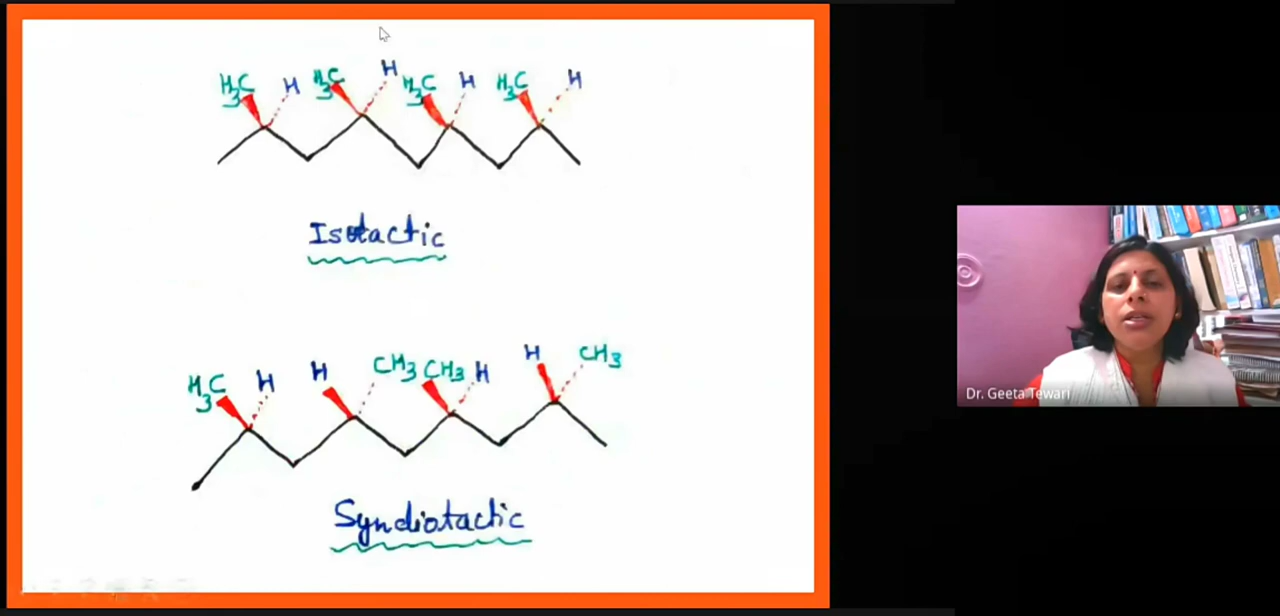 H3C H H3C H H3C H H3C H
Isotactic
H3C H H CH3 CH3 H H CH3
Syndiotactic
Dr. Geeta Tewari